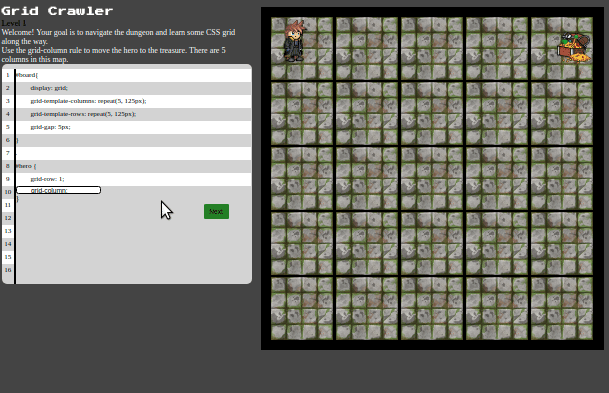 Grid Crawler
Level 1
Welcome! Your goal is to navigate the dungeon and learn some CSS grid
along the way.
Use the grid-column rule to move the hero to the treasure. There are 5
columns in this map.
1 #board{
2 display: grid;
3 grid-template-columns: repeat(5, 125px);
4 grid-template-rows: repeat(5, 125px);
5 grid-gap: 5px;
6 }
7
8 #hero {
9 grid-row: 1;
10 grid-column:
11 }
12
13
14
15
16
Next